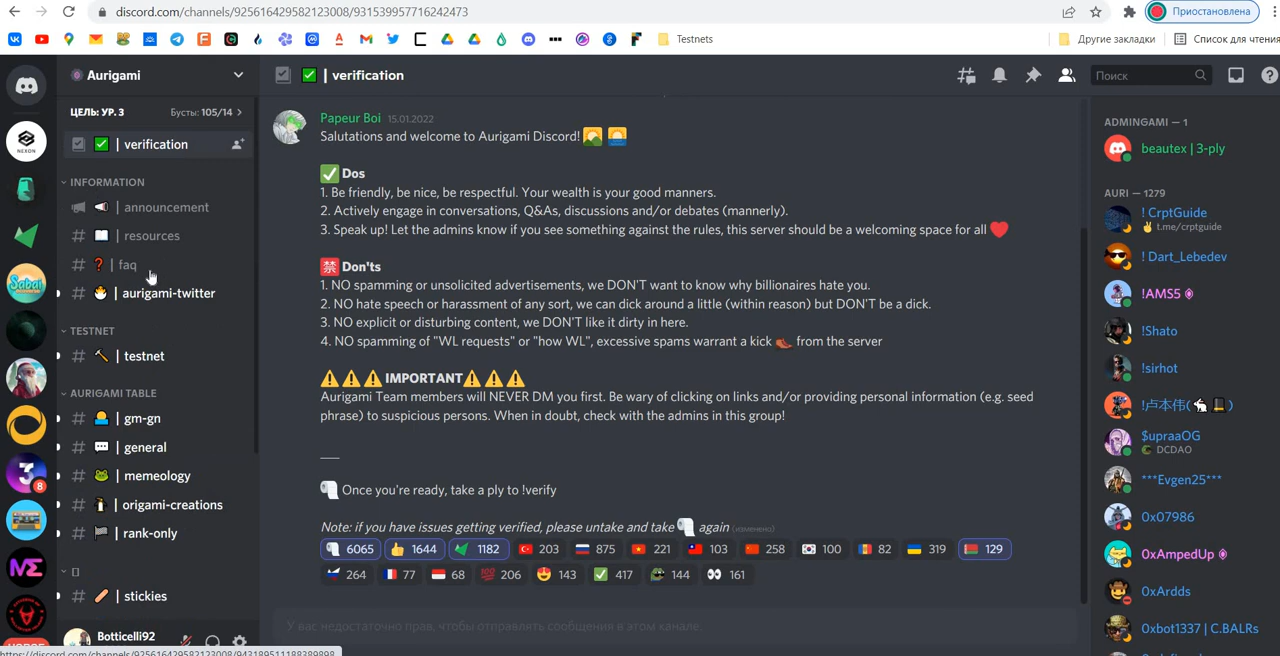 discord.com/channels/925616429582123008/931539957716242473
Приостановлена
Testnets
Другие закладки
Список для чтения
Aurigami
ЦЕЛЬ: УР. 3
Бусты: 105/14
| verification
INFORMATION
| announcement
| resources
| faq
| aurigami-twitter
TESTNET
| testnet
AURIGAMI TABLE
| gm-gn
| general
| memeology
| origami-creations
| rank-only
| stickies
Botticelli92
https://discord.com/channels/925616429582123008/943189511188389898
NEXON
Sabai
3
8
| verification
Поиск
Papeur Boi 15.01.2022
Salutations and welcome to Aurigami Discord!
Dos
1. Be friendly, be nice, be respectful. Your wealth is your good manners.
2. Actively engage in conversations, Q&As, discussions and/or debates (mannerly).
3. Speak up! Let the admins know if you see something against the rules, this server should be a welcoming space for all
禁 Don'ts
1. NO spamming or unsolicited advertisements, we DON'T want to know why billionaires hate you.
2. NO hate speech or harassment of any sort, we can dick around a little (within reason) but DON'T be a dick.
3. NO explicit or disturbing content, we DON'T like it dirty in here.
4. NO spamming of "WL requests" or "how WL", excessive spams warrant a kick from the server
IMPORTANT
Aurigami Team members will NEVER DM you first. Be wary of clicking on links and/or providing personal information (e.g. seed
phrase) to suspicious persons. When in doubt, check with the admins in this group!
Once you're ready, take a ply to !verify
Note: if you have issues getting verified, please untake and take again (изменено)
6065 1644 1182 203 875 221 103 258 100 82 319 129
264 77 68 206 143 417 144 161
У вас недостаточно прав, чтобы отправлять сообщения в этом канале.
ADMINGAMI — 1
beautex | 3-ply
AURI — 1279
! CrptGuide
t.me/crptguide
! Dart_Lebedev
!AMS5
!Shato
!sirhot
!卢本伟(
)
$upraaOG
DCDAO
***Evgen25***
0x07986
0xAmpedUp
0xArdds
0xbot1337 | C.BALRs